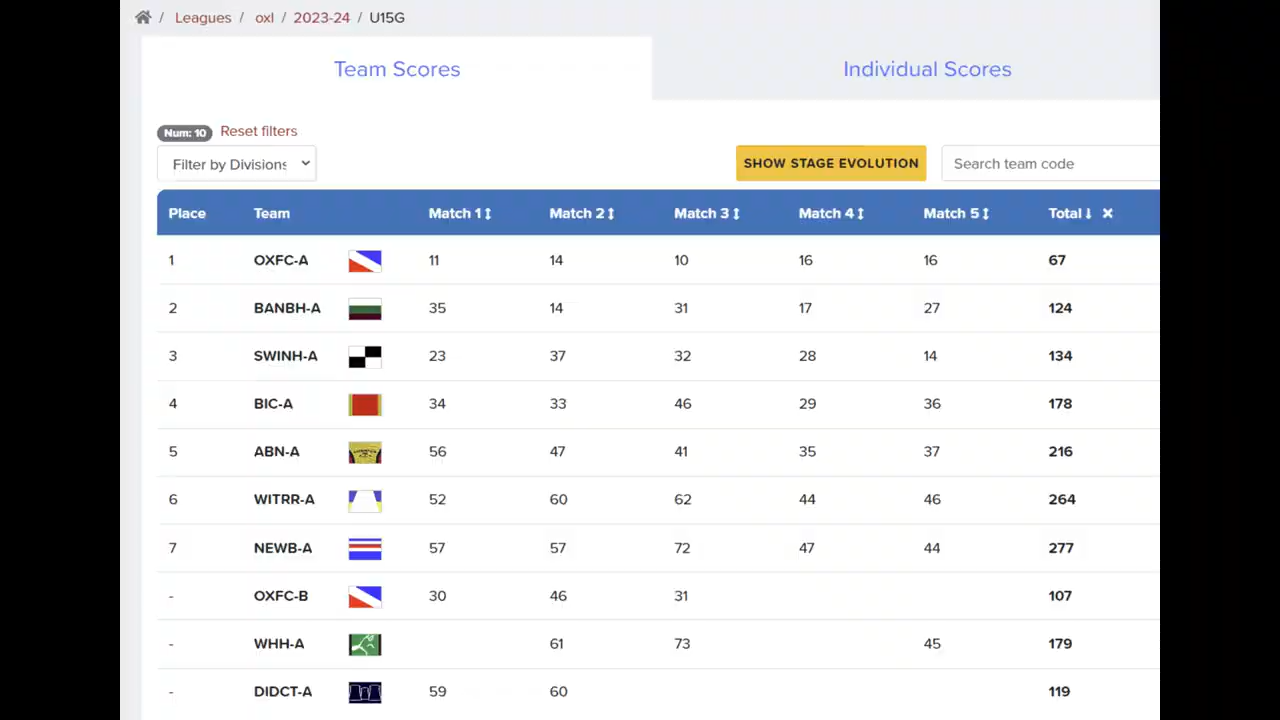 / Leagues / oxl / 2023-24 / U15G
Team Scores Individual Scores
Num: 10 Reset filters
Filter by Divisions SHOW STAGE EVOLUTION Search team code
Place Team Match 1 Match 2 Match 3 Match 4 Match 5 Total
1 OXFC-A 11 14 10 16 16 67
2 BANBH-A 35 14 31 17 27 124
3 SWINH-A 23 37 32 28 14 134
4 BIC-A 34 33 46 29 36 178
5 ABN-A 56 47 41 35 37 216
6 WITRR-A 52 60 62 44 46 264
7 NEWB-A 57 57 72 47 44 277
- OXFC-B 30 46 31 107
- WHH-A 61 73 45 179
- DIDCT-A 59 60 119